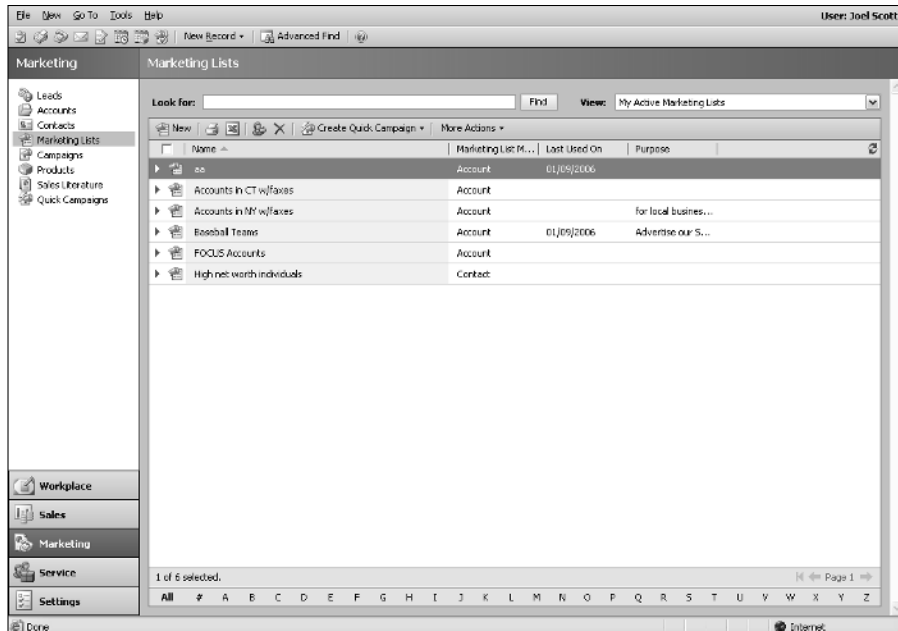 File New Go To Tools Help User: Joel Scott
New Record Advanced Find
Marketing Marketing Lists
Leads
Accounts
Contacts
Marketing Lists
Campaigns
Products
Sales Literature
Quick Campaigns
Look for: Find View: My Active Marketing Lists
New Create Quick Campaign More Actions
Name Marketing List M... Last Used On Purpose
aa Account 01/09/2006
Accounts in CT w/faxes Account
Accounts in NY w/faxes Account for local busines...
Baseball Teams Account 01/09/2006 Advertise our S...
FOCUS Accounts Account
High net worth individuals Contact
Workplace
Sales
Marketing
Service
Settings
1 of 6 selected. Page 1
All # A B C D E F G H I J K L M N O P Q R S T U V W X Y Z
Done Internet